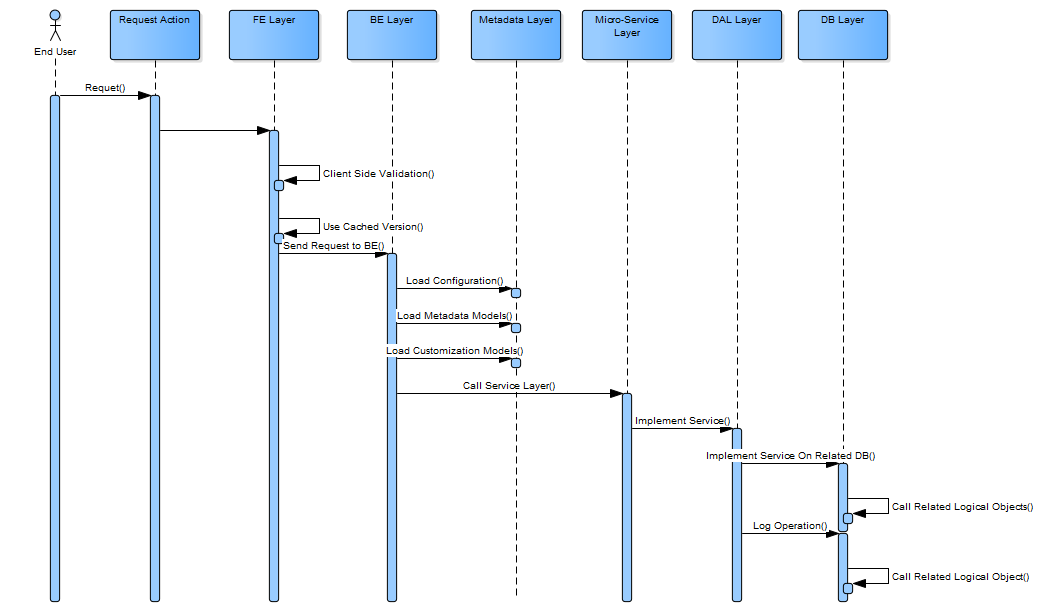 Request Action
FE Layer
BE Layer
Metadata Layer
Micro-Service
Layer
DAL Layer
DB Layer
End User
Requet()
Client Side Validation()
Use Cached Version()
Send Request to BE()
Load Configuration()
Load Metadata Models()
Load Customization Models()
Call Service Layer()
Implement Service()
Implement Service On Related DB()
Call Related Logical Objects()
Log Operation()
Call Related Logical Object()